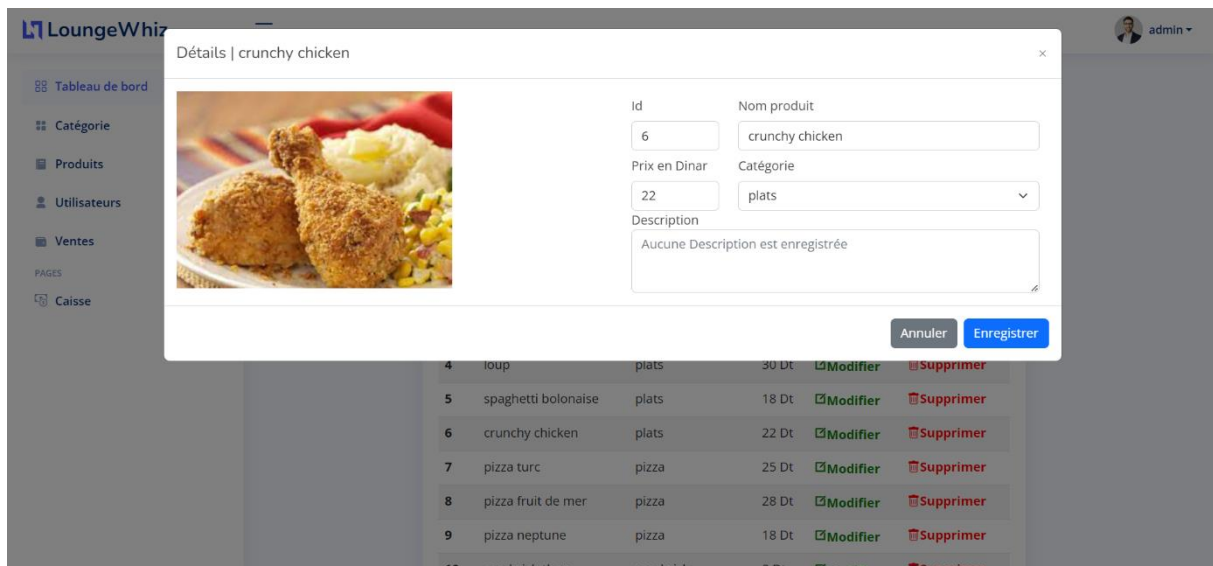 LoungeWhiz
admin
Détails | crunchy chicken
×
Tableau de bord
Catégorie
Produits
Utilisateurs
Ventes
PAGES
Caisse
Id Nom produit
6 crunchy chicken
Prix en Dinar Catégorie
22 plats
Description
Aucune Description est enregistrée
Annuler Enregistrer
4 loup plats 30 Dt Modifier Supprimer
5 spaghetti bolonaise plats 18 Dt Modifier Supprimer
6 crunchy chicken plats 22 Dt Modifier Supprimer
7 pizza turc pizza 25 Dt Modifier Supprimer
8 pizza fruit de mer pizza 28 Dt Modifier Supprimer
9 pizza neptune pizza 18 Dt Modifier Supprimer